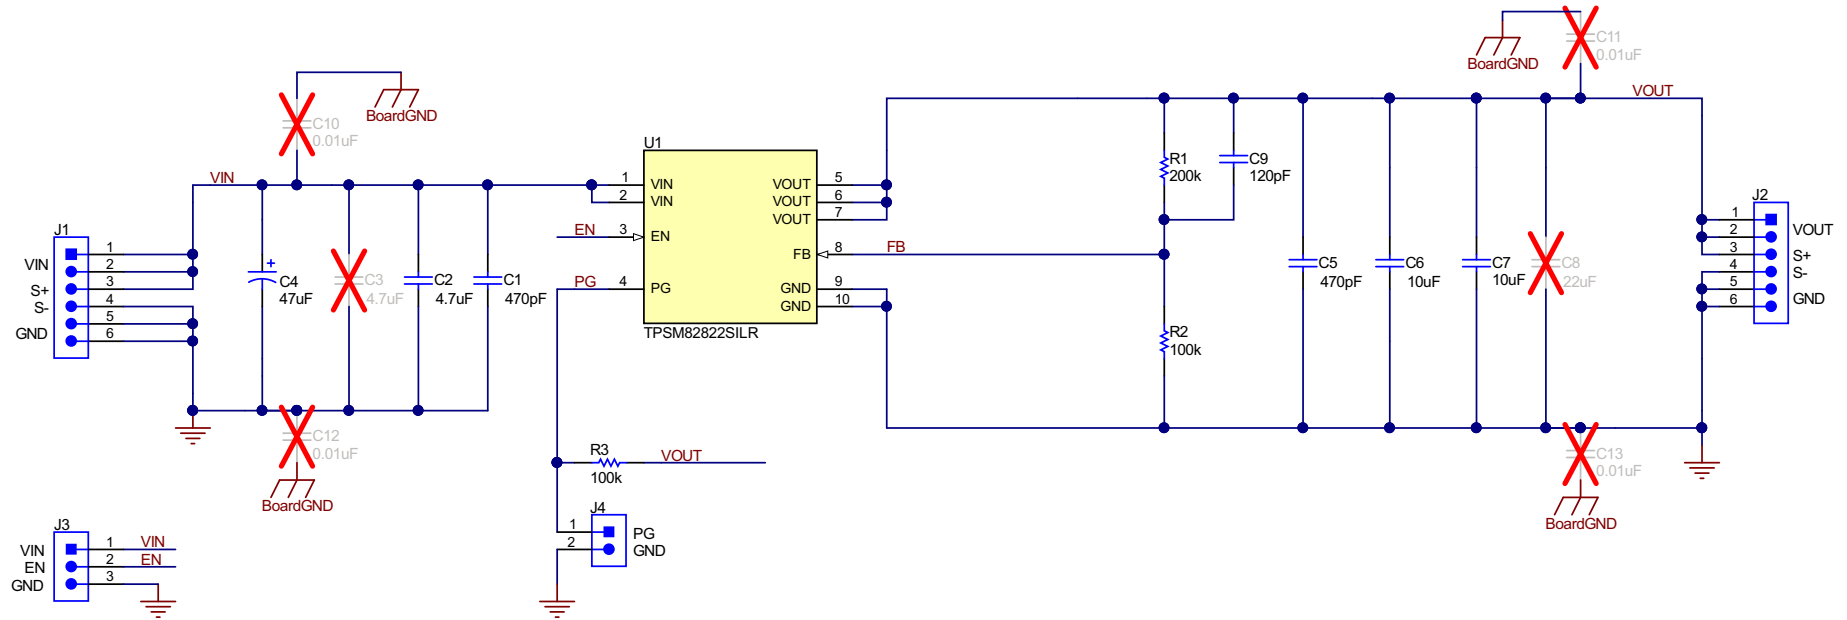 C11
0.01uF
BoardGND
VOUT
BoardGND
C10
0.01uF
VIN
U1
1 VIN VOUT 5
2 VIN VOUT 6
VOUT 7
EN 3 EN
FB 8 FB
PG 4 PG GND 9
GND 10
TPSM82822SILR
R1
200k
C9
120pF
R2
100k
J1
VIN
S+
S-
GND
1
2
3
4
5
6
+
C4
47uF
C3
4.7uF
C2
4.7uF
C1
470pF
C5
470pF
C6
10uF
C7
10uF
C8
22uF
J2
1
2
3
4
5
6
VOUT
S+
S-
GND
C12
0.01uF
BoardGND
R3
100k
VOUT
C13
0.01uF
BoardGND
J4
1 PG
2 GND
J3
VIN 1 VIN
EN 2 EN
GND 3